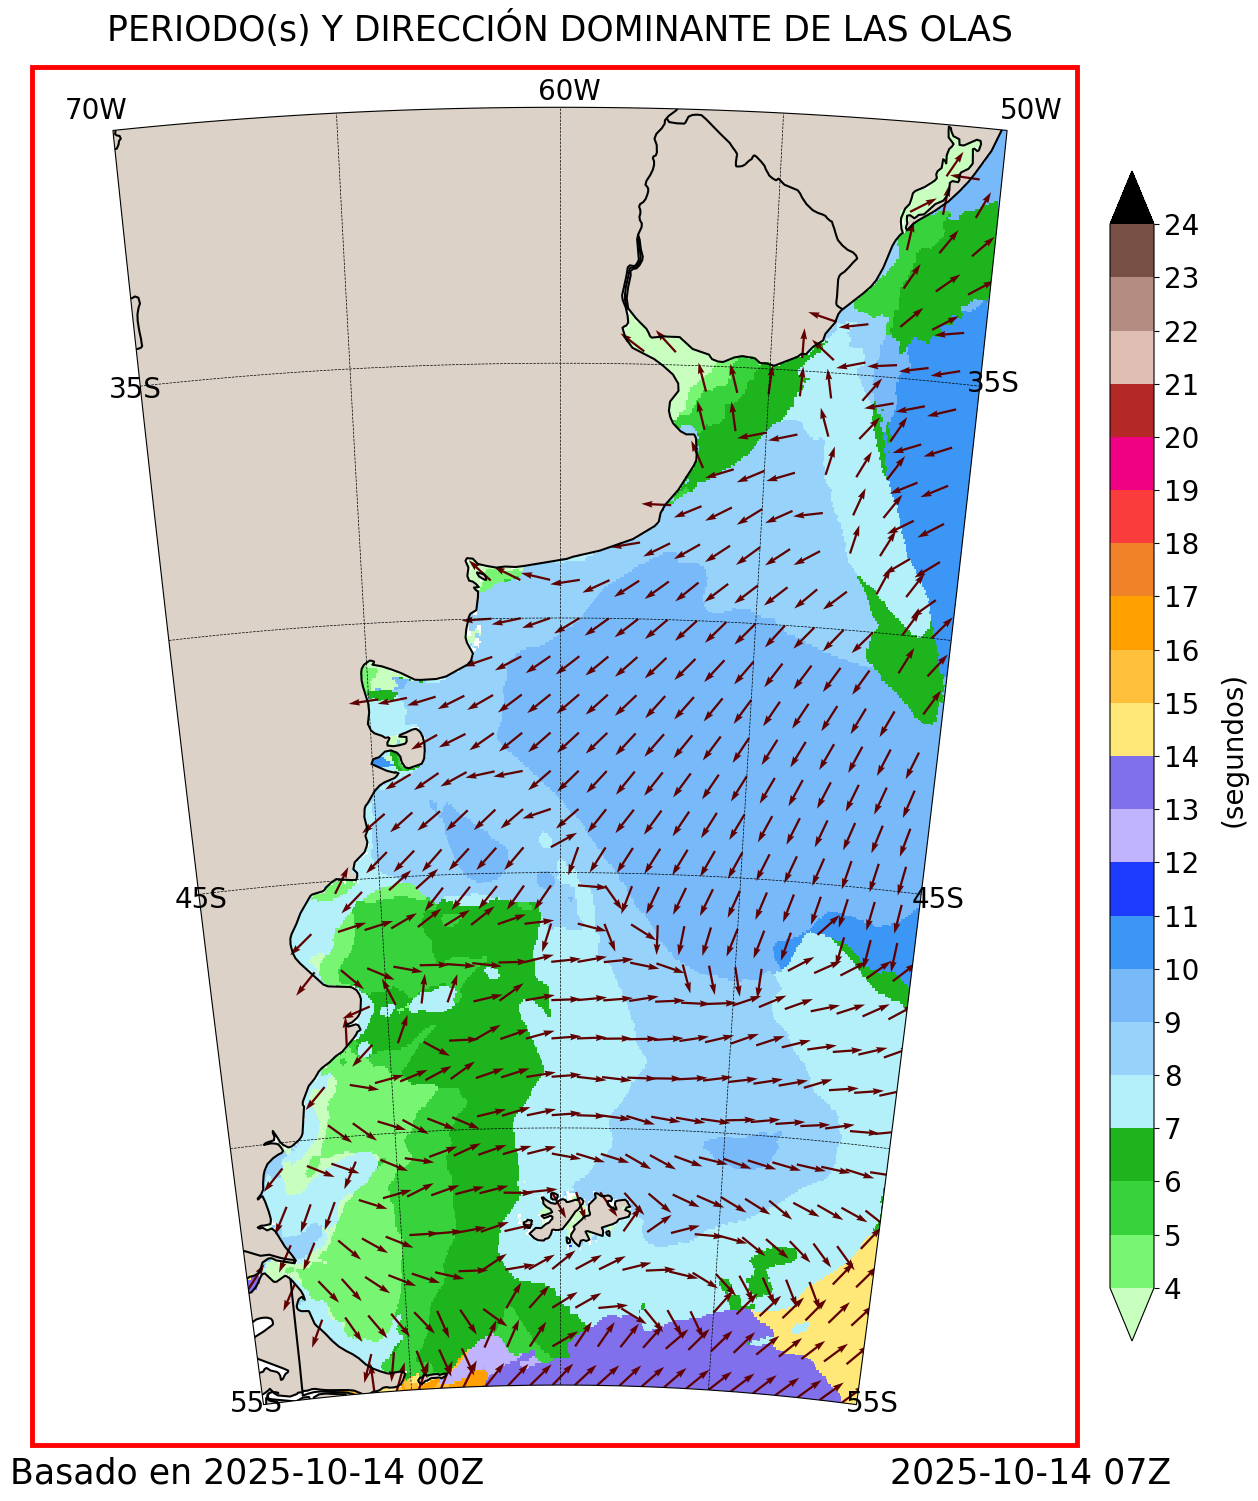 PERIODO(s) Y DIRECCIÓN DOMINANTE DE LAS OLAS
70W
60W
50W
35S
35S
45S
45S
55S
55S
24
23
22
21
20
19
18
17
16
15
14
13
12
11
10
9
8
7
6
5
4
(segundos)
Basado en 2025-10-14 00Z
2025-10-14 07Z